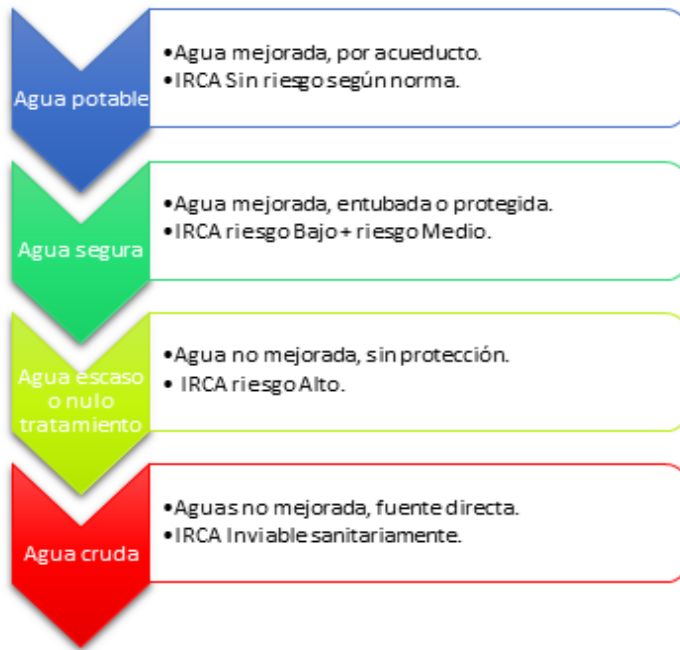 Agua potable
•Agua mejorada, por acueducto.
•IRCA Sin riesgo según norma.
Agua segura
•Agua mejorada, entubada o protegida.
•IRCA riesgo Bajo + riesgo Medio.
Agua escaso
o nulo
tratamiento
•Agua no mejorada, sin protección.
• IRCA riesgo Alto.
Agua cruda
•Aguas no mejorada, fuente directa.
•IRCA Inviable sanitariamente.